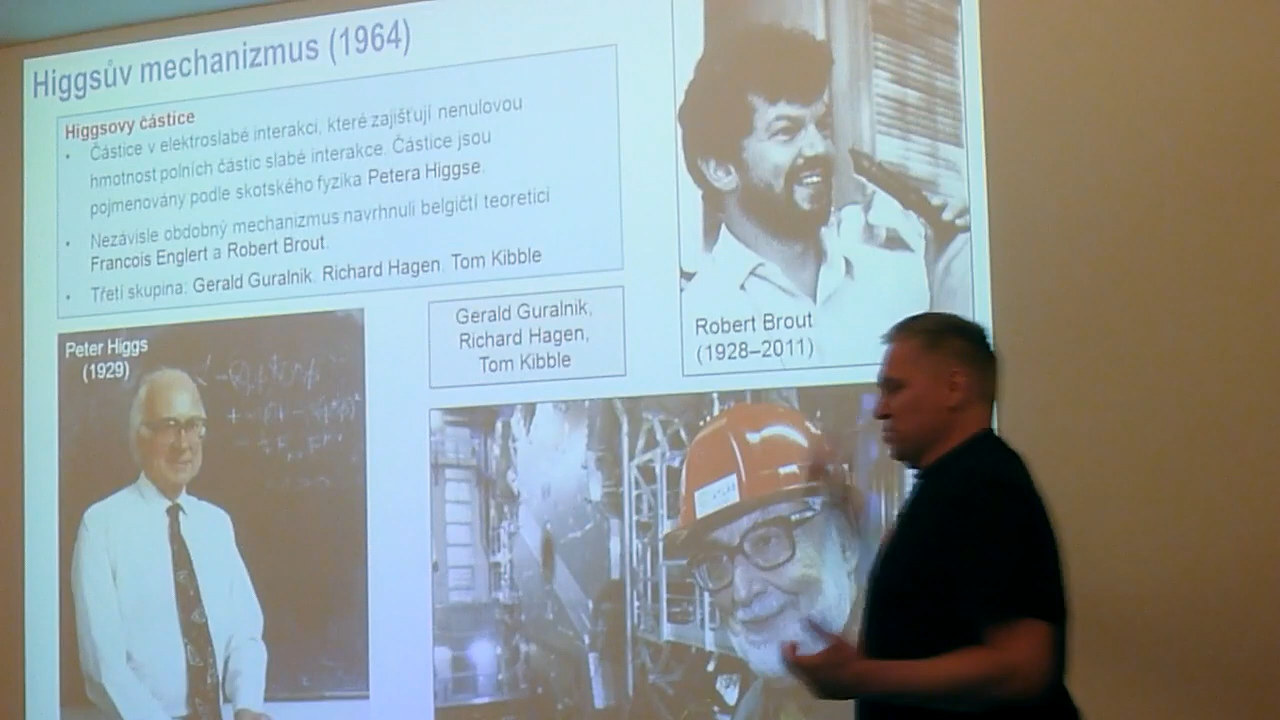 Higgsův mechanizmus (1964)
Higgsovy částice
• Částice v elektroslabé interakci, které zajišťují nenulovou
hmotnost polních částic slabé interakce. Částice jsou
pojmenovány podle skotského fyzika Petera Higgse.
• Nezávisle obdobný mechanizmus navrhnuli belgičtí teoretici
Francois Englert a Robert Brout.
• Třetí skupina: Gerald Guralnik, Richard Hagen, Tom Kibble
Peter Higgs
(1929)
Gerald Guralnik,
Richard Hagen,
Tom Kibble
Robert Brout
(1928–2011)
ATLAS